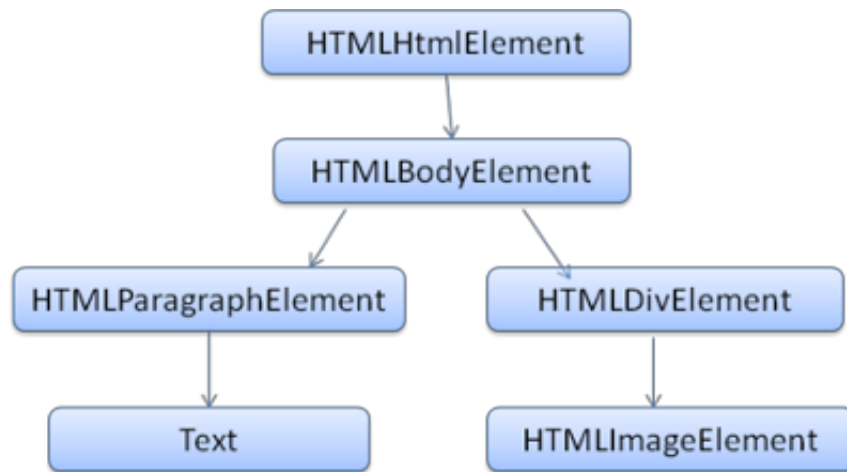 HTMLHtmlElement
HTMLBodyElement
HTMLParagraphElement
HTMLDivElement
Text
HTMLImageElement